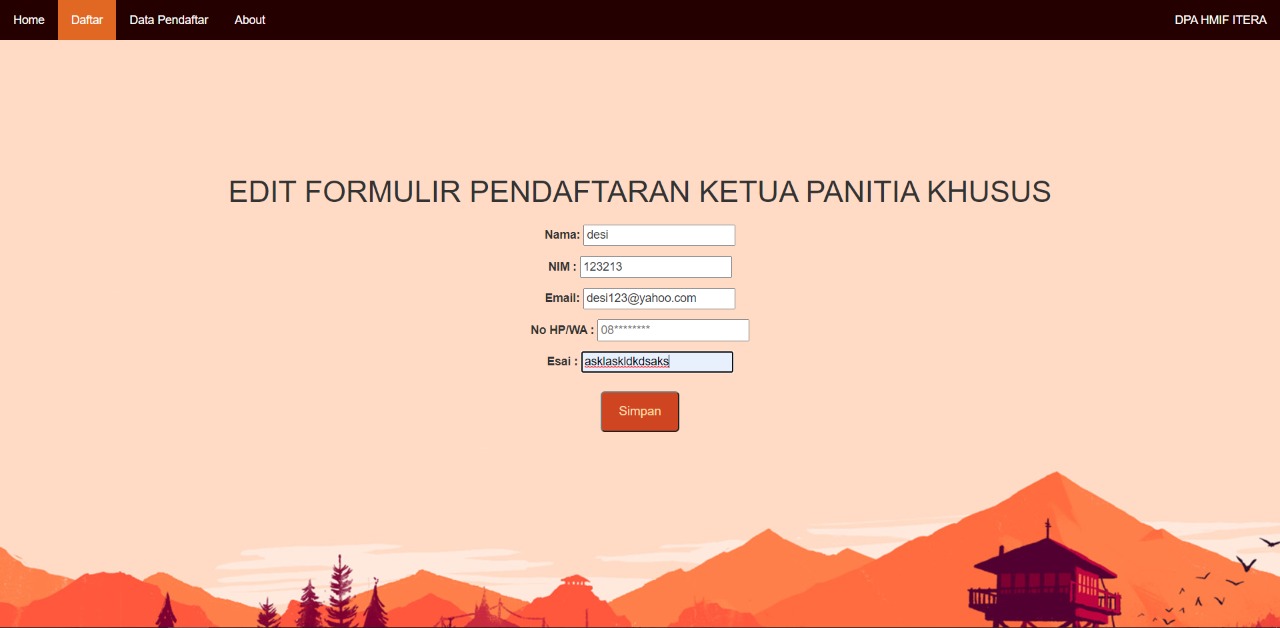 Home Daftar Data Pendaftar About DPA HMIF ITERA
EDIT FORMULIR PENDAFTARAN KETUA PANITIA KHUSUS
Nama: desi
NIM : 123213
Email: desi123@yahoo.com
No HP/WA : 08********
Esai : asklaskldkdsaks
Simpan